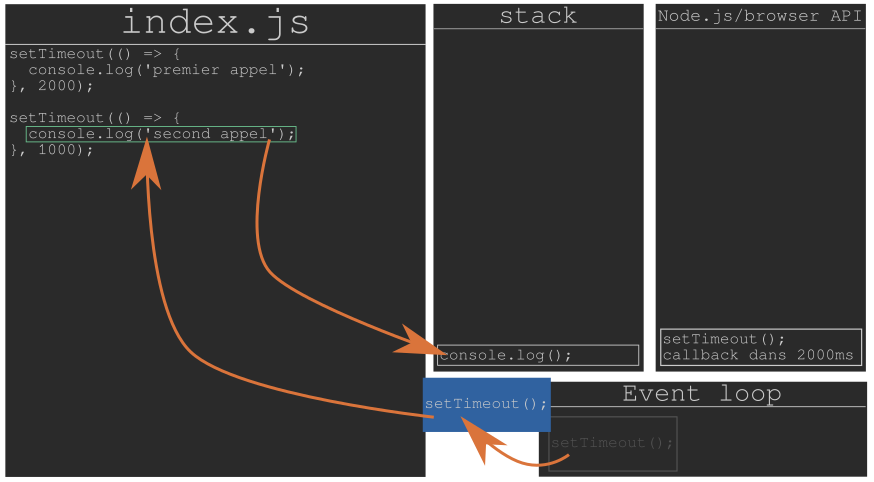 index.js
setTimeout(() => {
  console.log('premier appel');
}, 2000);
setTimeout(() => {
  console.log('second appel');
}, 1000);
stack
console.log();
Node.js/browser API
setTimeout();
callback dans 2000ms
setTimeout();
Event loop
setTimeout();